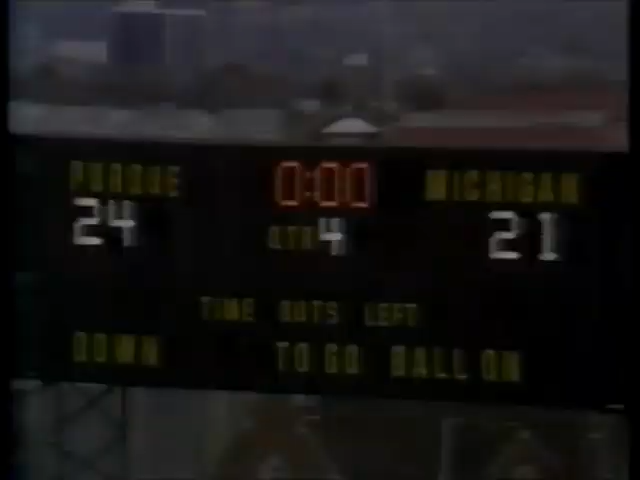 PURDUE 0:00 MICHIGAN
24 QTR 4 21
TIME OUTS LEFT
DOWN TO GO BALL ON